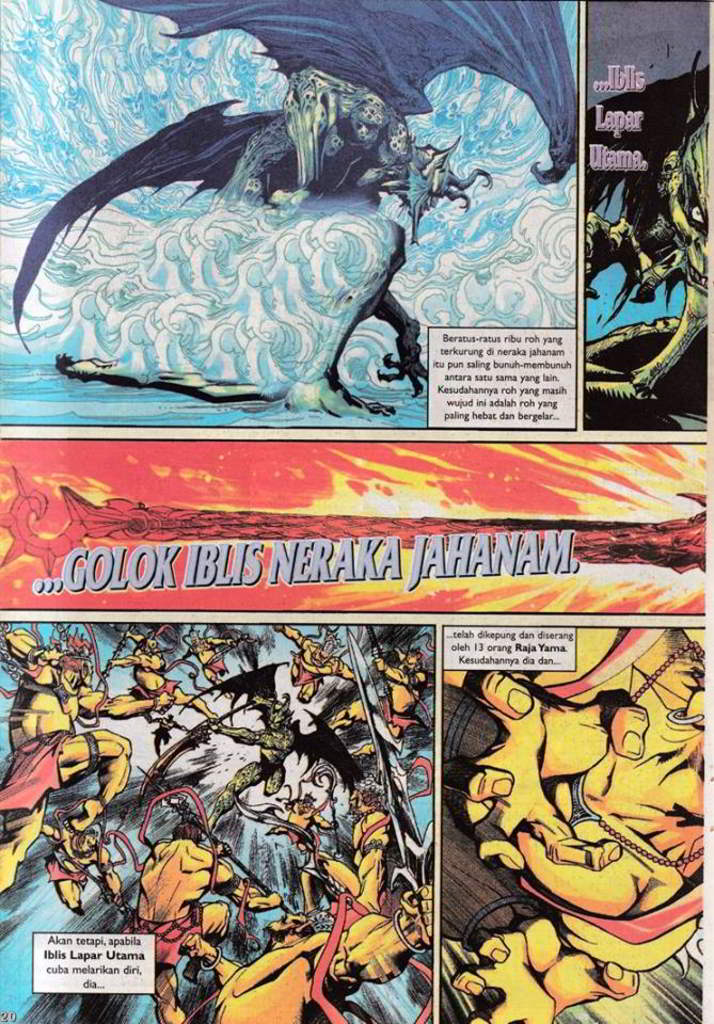 Beratus-ratus ribu roh yang
terkurung di neraka jahanam
itu pun saling bunuh-membunuh
antara satu sama yang lain.
Kesudahannya roh yang masih
wujud ini adalah roh yang
paling hebat dan bergelar...
...Iblis
Lapar
Utama.
...GOLOK IBLIS NERAKA JAHANAM.
Akan tetapi, apabila
Iblis Lapar Utama
cuba melarikan diri,
dia...
...telah dikepung dan diserang
oleh 13 orang Raja Yama.
Kesudahannya dia dan...
20